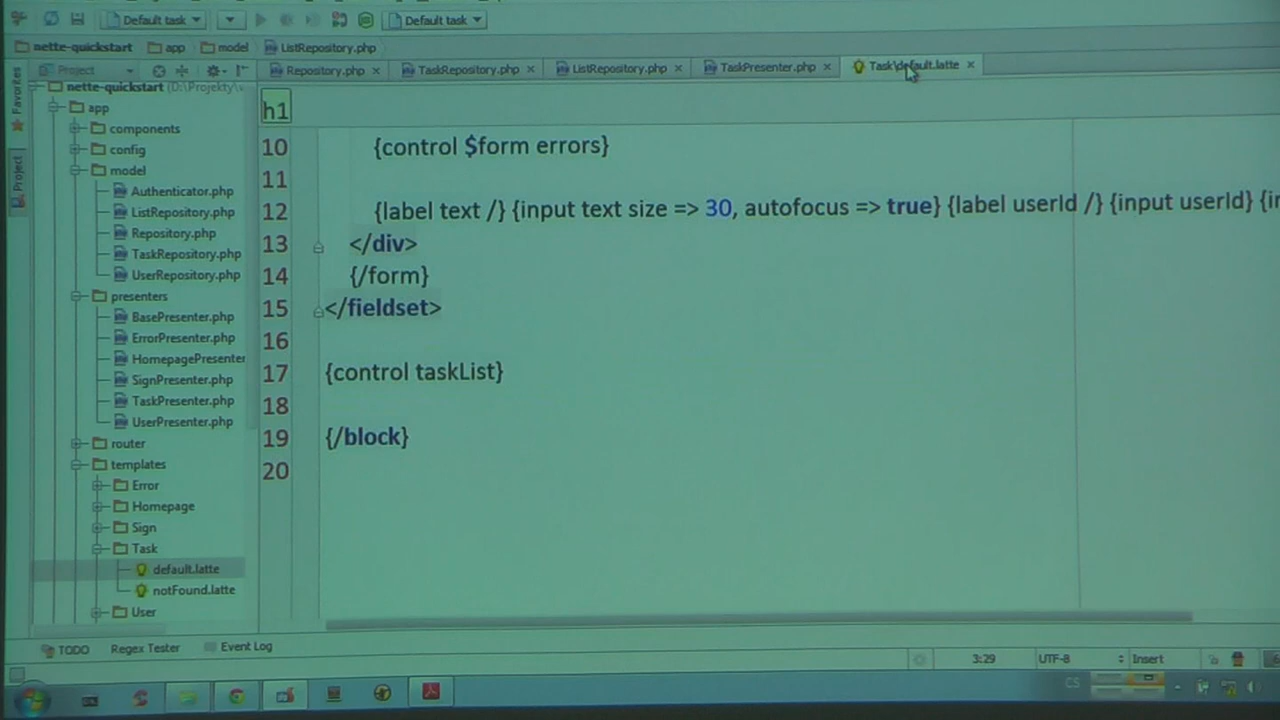 Default task
Default task
nette-quickstart app model ListRepository.php
Project
Repository.php
TaskRepository.php
ListRepository.php
TaskPresenter.php
Task\default.latte
Favorites
Project
nette-quickstart (D:\Projekty\
app
components
config
model
Authenticator.php
ListRepository.php
Repository.php
TaskRepository.php
UserRepository.php
presenters
BasePresenter.php
ErrorPresenter.php
HomepagePresenter
SignPresenter.php
TaskPresenter.php
UserPresenter.php
router
templates
Error
Homepage
Sign
Task
default.latte
notFound.latte
User
h1
10 {control $form errors}
11
12 {label text /} {input text size => 30, autofocus => true} {label userId /} {input userId} {i
13 </div>
14 {/form}
15 </fieldset>
16
17 {control taskList}
18
19 {/block}
20
TODO Regex Tester Event Log
3:29 UTF-8 Insert
CS